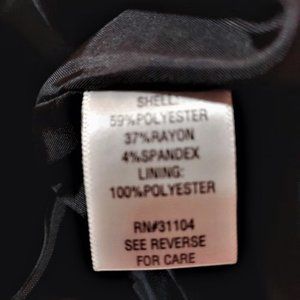 SHELL:
59%POLYESTER
37%RAYON
4%SPANDEX
LINING:
100%POLYESTER
RN#31104
SEE REVERSE
FOR CARE